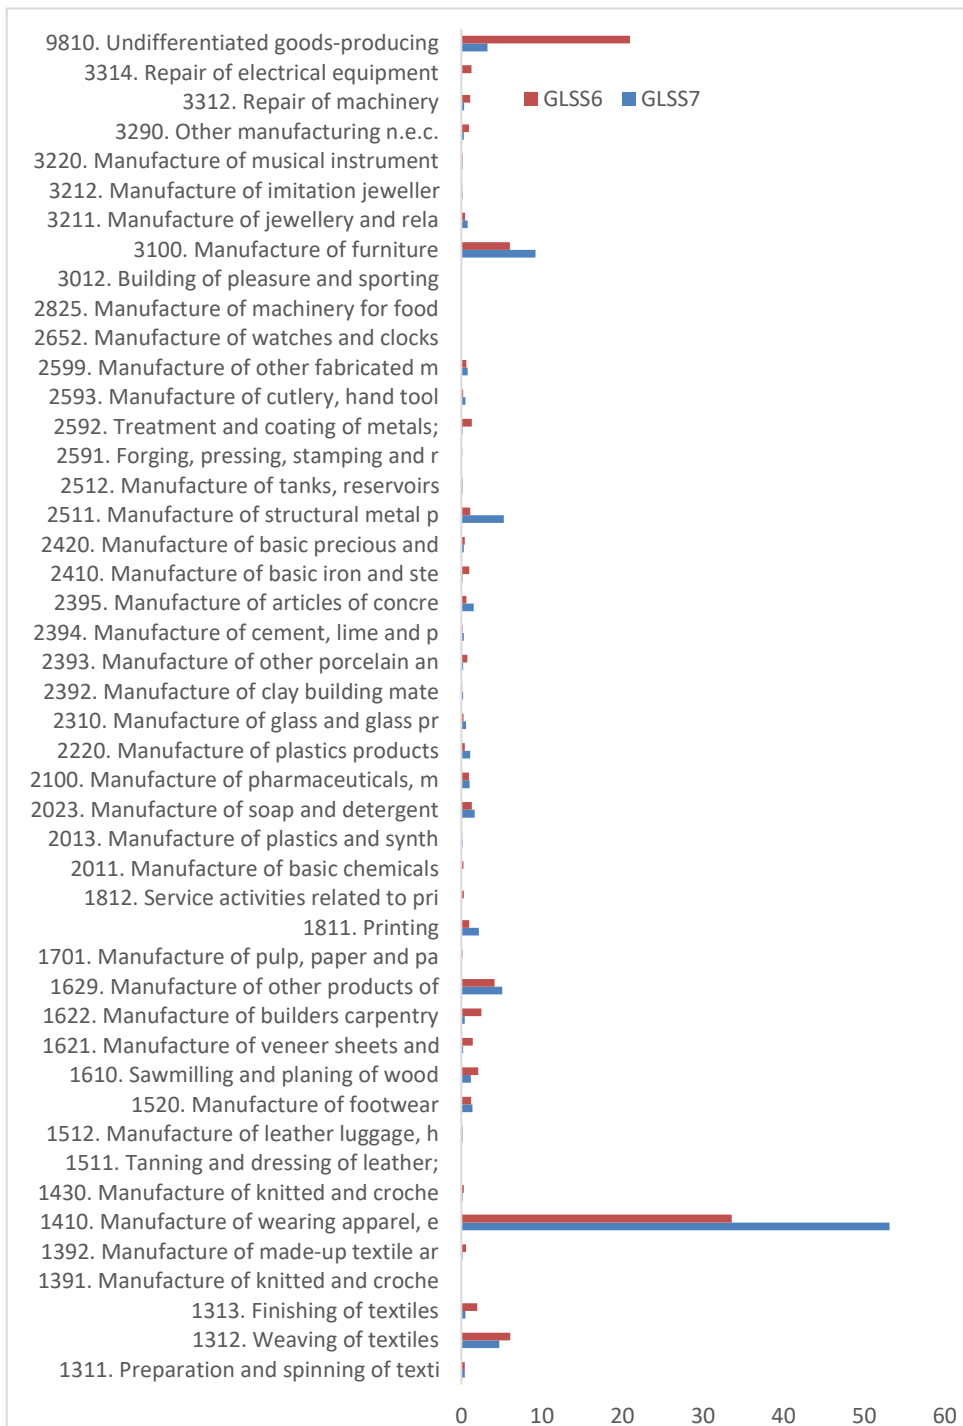 9810. Undifferentiated goods-producing
3314. Repair of electrical equipment
3312. Repair of machinery
GLSS6 GLSS7
3290. Other manufacturing n.e.c.
3220. Manufacture of musical instrument
3212. Manufacture of imitation jeweller
3211. Manufacture of jewellery and rela
3100. Manufacture of furniture
3012. Building of pleasure and sporting
2825. Manufacture of machinery for food
2652. Manufacture of watches and clocks
2599. Manufacture of other fabricated m
2593. Manufacture of cutlery, hand tool
2592. Treatment and coating of metals;
2591. Forging, pressing, stamping and r
2512. Manufacture of tanks, reservoirs
2511. Manufacture of structural metal p
2420. Manufacture of basic precious and
2410. Manufacture of basic iron and ste
2395. Manufacture of articles of concre
2394. Manufacture of cement, lime and p
2393. Manufacture of other porcelain an
2392. Manufacture of clay building mate
2310. Manufacture of glass and glass pr
2220. Manufacture of plastics products
2100. Manufacture of pharmaceuticals, m
2023. Manufacture of soap and detergent
2013. Manufacture of plastics and synth
2011. Manufacture of basic chemicals
1812. Service activities related to pri
1811. Printing
1701. Manufacture of pulp, paper and pa
1629. Manufacture of other products of
1622. Manufacture of builders carpentry
1621. Manufacture of veneer sheets and
1610. Sawmilling and planing of wood
1520. Manufacture of footwear
1512. Manufacture of leather luggage, h
1511. Tanning and dressing of leather;
1430. Manufacture of knitted and croche
1410. Manufacture of wearing apparel, e
1392. Manufacture of made-up textile ar
1391. Manufacture of knitted and croche
1313. Finishing of textiles
1312. Weaving of textiles
1311. Preparation and spinning of texti
0 10 20 30 40 50 60